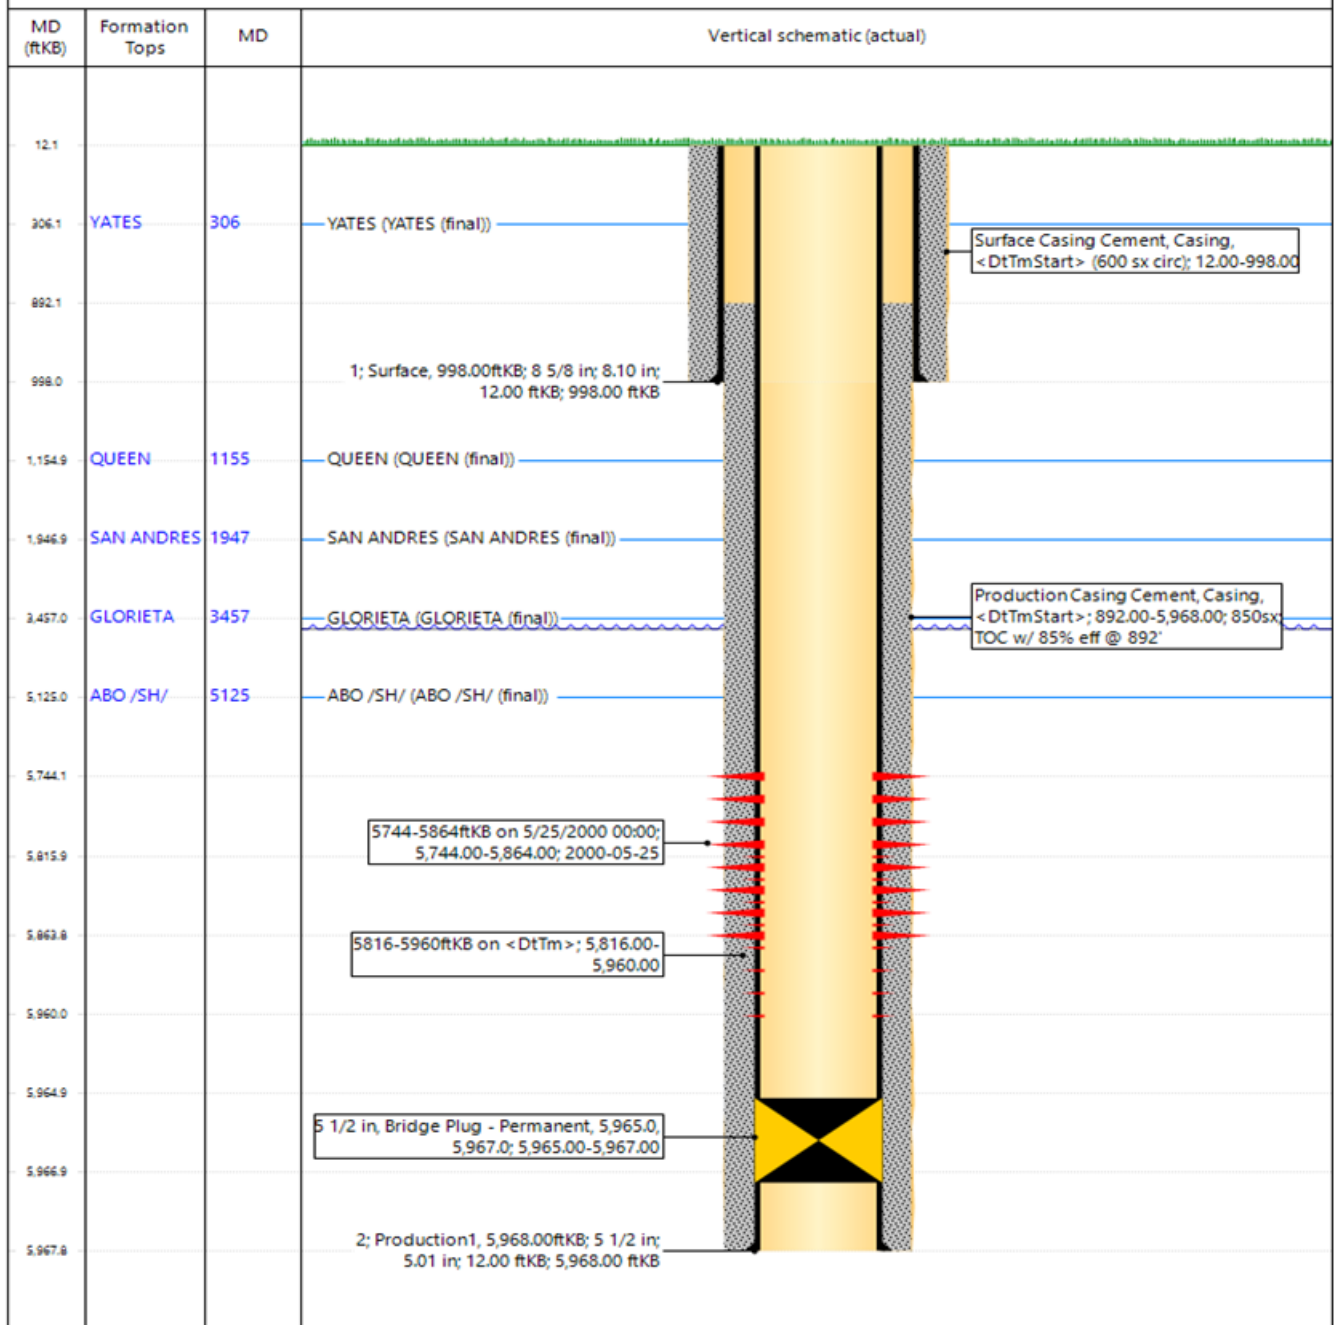 MD
(ftKB)
Formation
Tops
MD
Vertical schematic (actual)
12.1
306.1
YATES
306
YATES (YATES (final))
Surface Casing Cement, Casing,
<DtTmStart> (600 sx circ); 12.00-998.00
892.1
998.0
1; Surface, 998.00ftKB; 8 5/8 in; 8.10 in;
12.00 ftKB; 998.00 ftKB
1,154.9
QUEEN
1155
QUEEN (QUEEN (final))
1,946.9
SAN ANDRES
1947
SAN ANDRES (SAN ANDRES (final))
3,457.0
GLORIETA
3457
GLORIETA (GLORIETA (final))
Production Casing Cement, Casing,
<DtTmStart>; 892.00-5,968.00; 850sx;
TOC w/ 85% eff @ 892'
5,125.0
ABO /SH/
5125
ABO /SH/ (ABO /SH/ (final))
5,744.1
5744-5864ftKB on 5/25/2000 00:00;
5,744.00-5,864.00; 2000-05-25
5,815.9
5,863.8
5816-5960ftKB on <DtTm>; 5,816.00-
5,960.00
5,960.0
5,964.9
5 1/2 in, Bridge Plug - Permanent, 5,965.0,
5,967.0; 5,965.00-5,967.00
5,966.9
2; Production1, 5,968.00ftKB; 5 1/2 in;
5.01 in; 12.00 ftKB; 5,968.00 ftKB
5,967.8